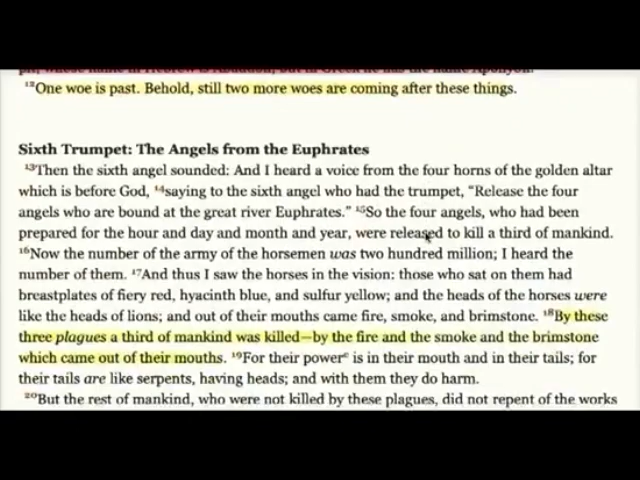 ¹²One woe is past. Behold, still two more woes are coming after these things.
Sixth Trumpet: The Angels from the Euphrates
¹³Then the sixth angel sounded: And I heard a voice from the four horns of the golden altar
which is before God, ¹⁴saying to the sixth angel who had the trumpet, “Release the four
angels who are bound at the great river Euphrates.” ¹⁵So the four angels, who had been
prepared for the hour and day and month and year, were released to kill a third of mankind.
¹⁶Now the number of the army of the horsemen was two hundred million; I heard the
number of them. ¹⁷And thus I saw the horses in the vision: those who sat on them had
breastplates of fiery red, hyacinth blue, and sulfur yellow; and the heads of the horses were
like the heads of lions; and out of their mouths came fire, smoke, and brimstone. ¹⁸By these
three plagues a third of mankind was killed—by the fire and the smoke and the brimstone
which came out of their mouths. ¹⁹For their powerᶜ is in their mouth and in their tails; for
their tails are like serpents, having heads; and with them they do harm.
²⁰But the rest of mankind, who were not killed by these plagues, did not repent of the works